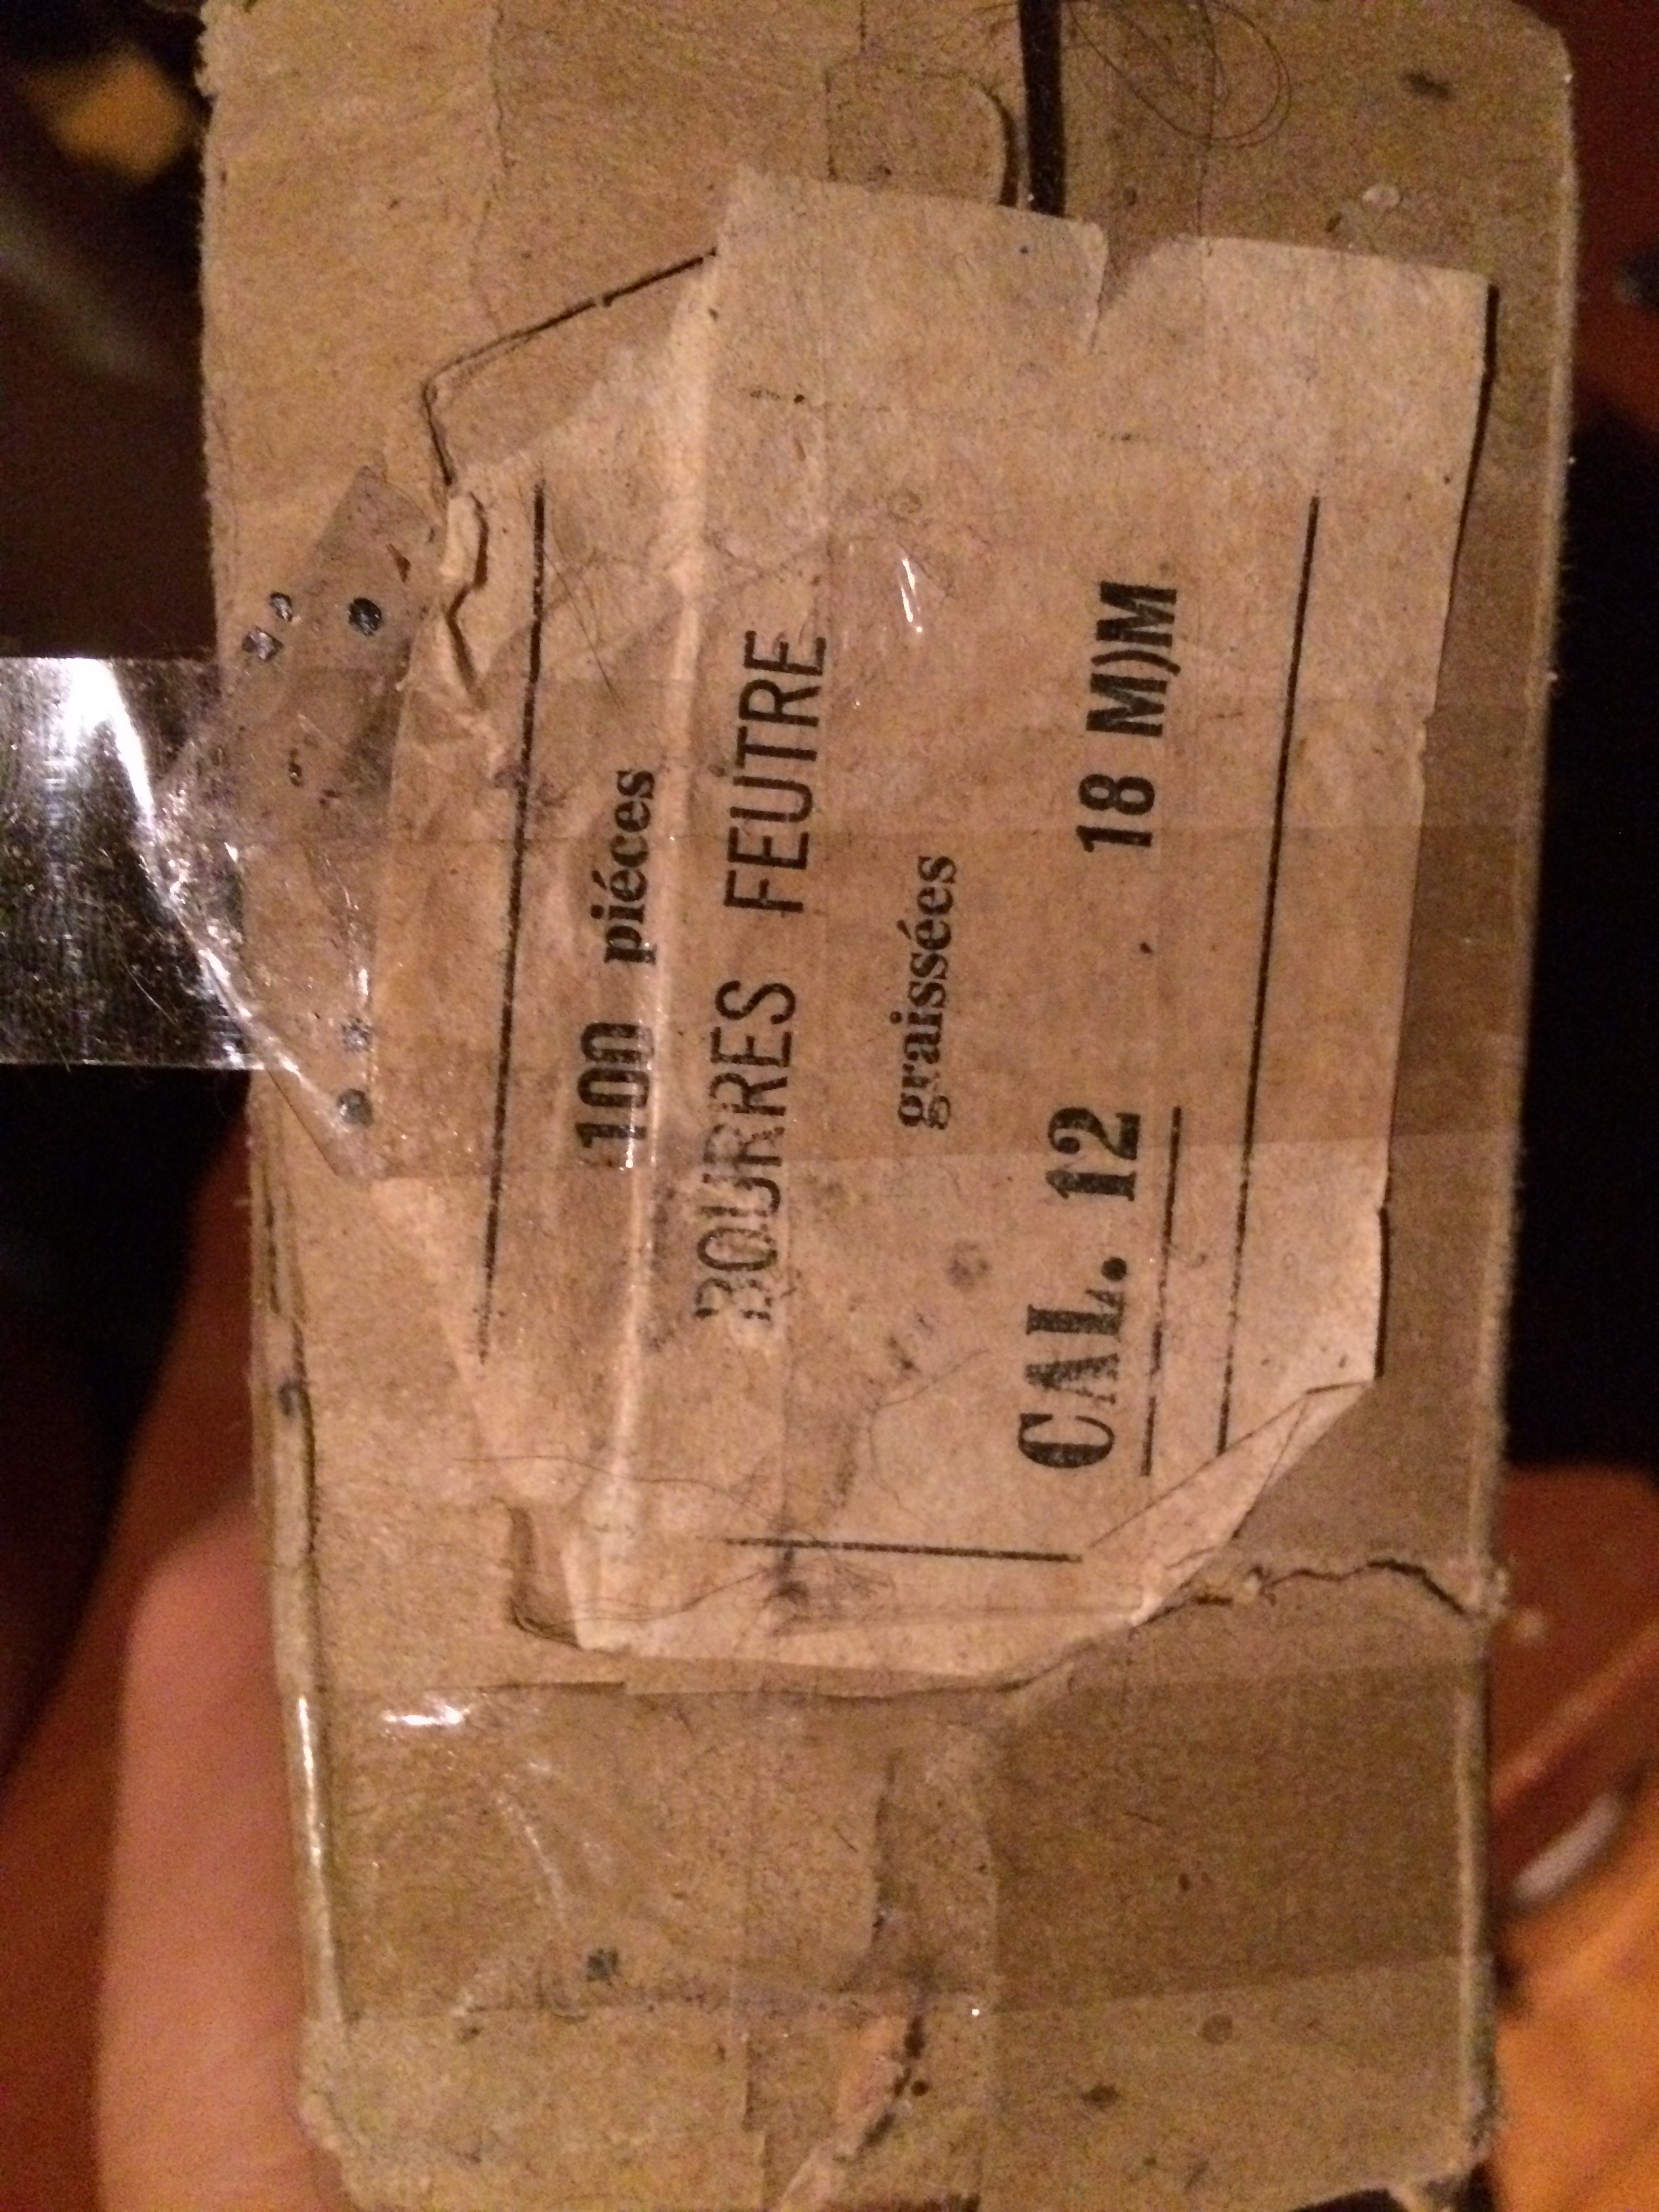 100 piéces
BOURRES FEUTRE
graissées
CAL. 12 18 M)M